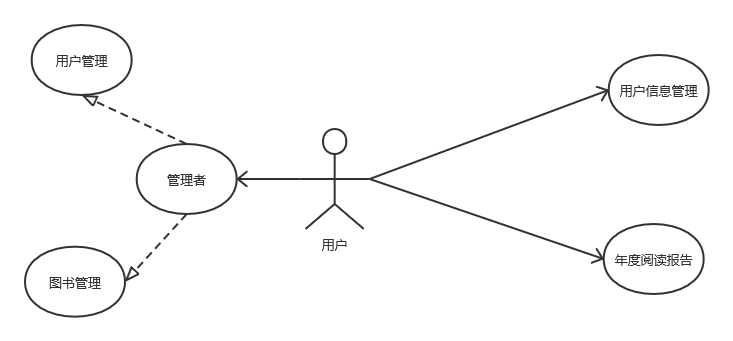 用户管理
用户信息管理
管理者
用户
年度阅读报告
图书管理